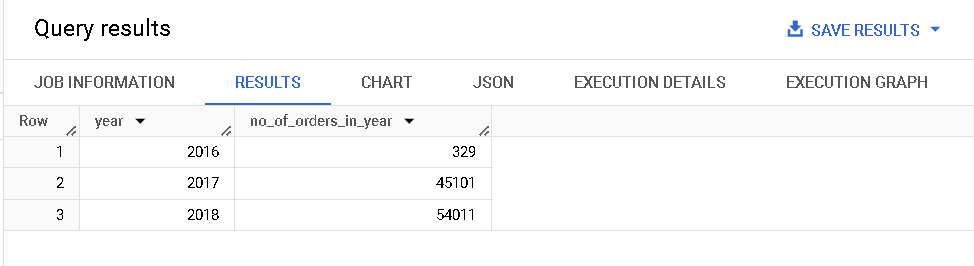 Query results
SAVE RESULTS
JOB INFORMATION RESULTS CHART JSON EXECUTION DETAILS EXECUTION GRAPH
Row year no_of_orders_in_year
1 2016 329
2 2017 45101
3 2018 54011